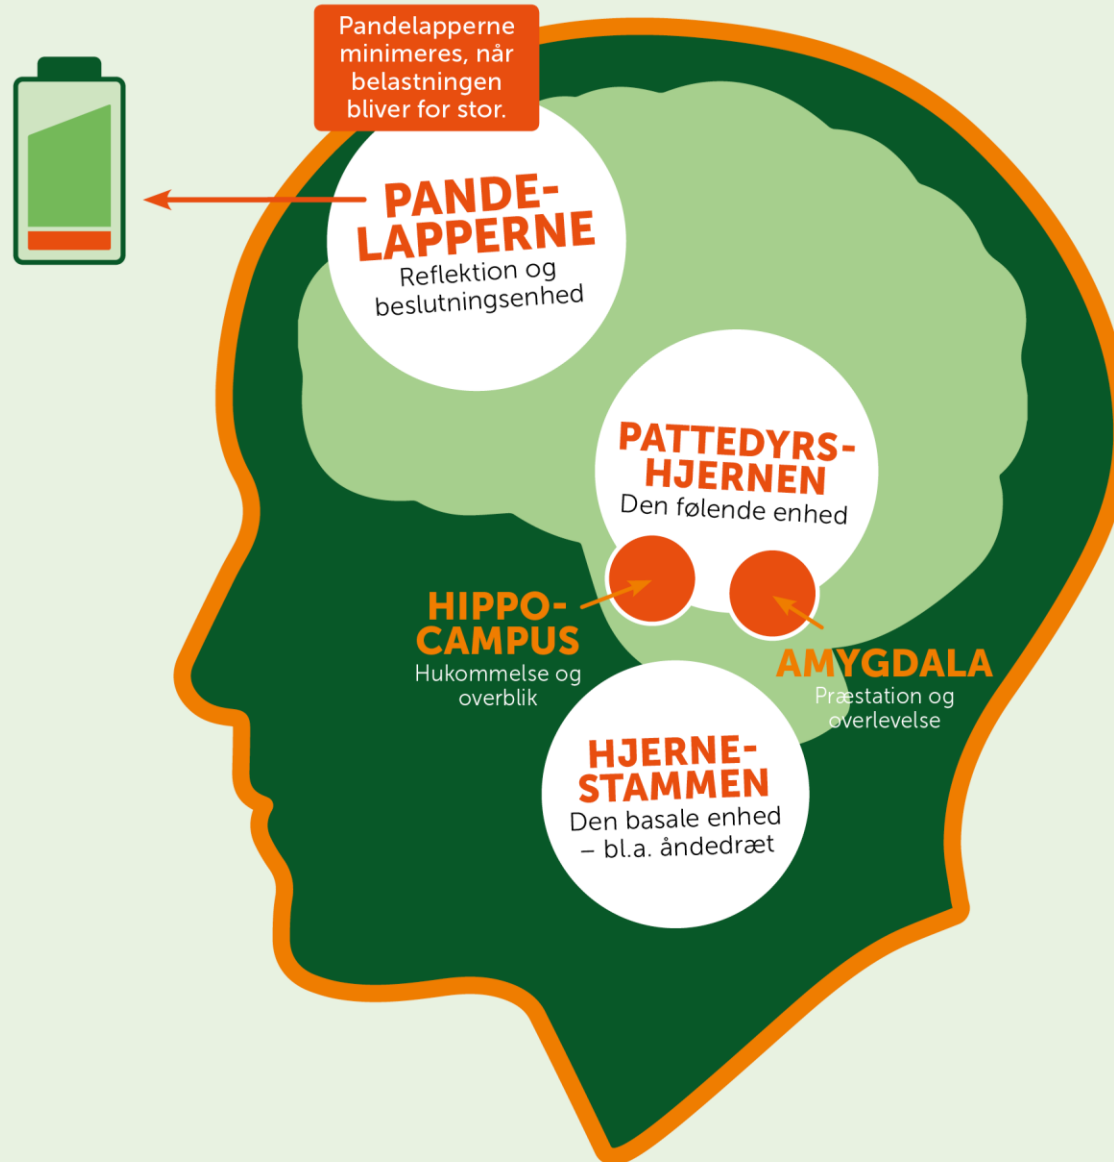 Pandelapperne
minimeres, når
belastningen
bliver for stor.
PANDE-
LAPPERNE
Reflektion og
beslutningsenhed
PATTEDYRS-
HJERNEN
Den følende enhed
HIPPO-
CAMPUS
Hukommelse og
overblik
AMYGDALA
Præstation og
overlevelse
HJERNE-
STAMMEN
Den basale enhed
– bl.a. åndedræt